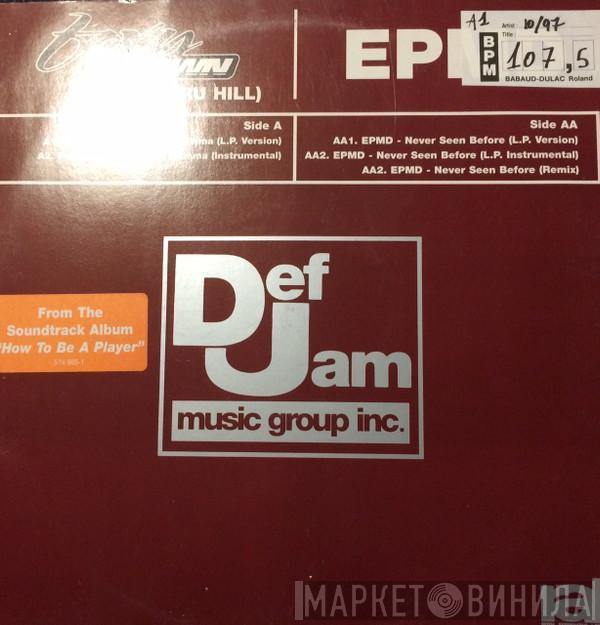 A1
Artist: 10/97
Title:
BPM
107,5
BABAUD-DULAC Roland
RU HILL)
Side A
(L.P. Version)
A2. (Instrumental)
Side AA
AA1. EPMD - Never Seen Before (L.P. Version)
AA2. EPMD - Never Seen Before (L.P. Instrumental)
AA2. EPMD - Never Seen Before (Remix)
Def
Jam
music group inc.
From The
Soundtrack Album
"How To Be A Player"
МАРКЕТ ВИНИЛА